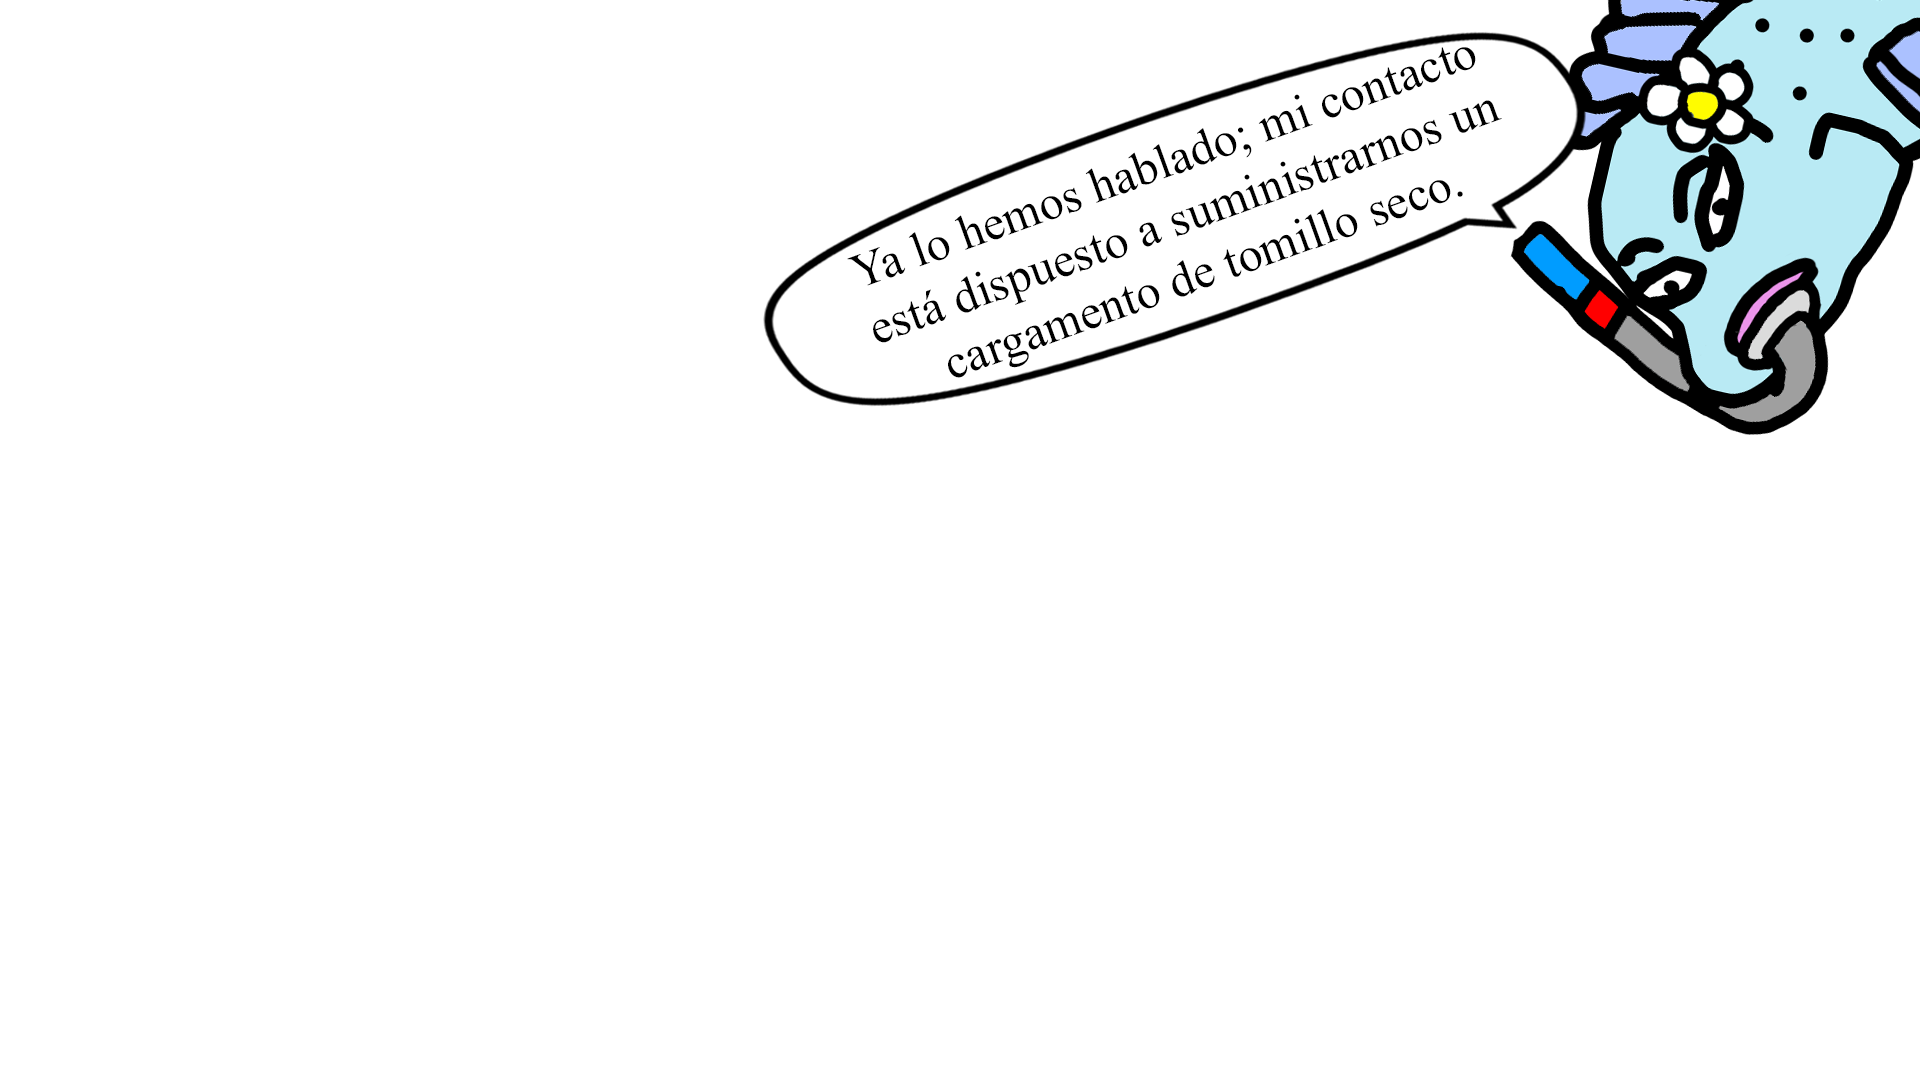 Ya lo hemos hablado; mi contacto
está dispuesto a suministrarnos un
cargamento de tomillo seco.